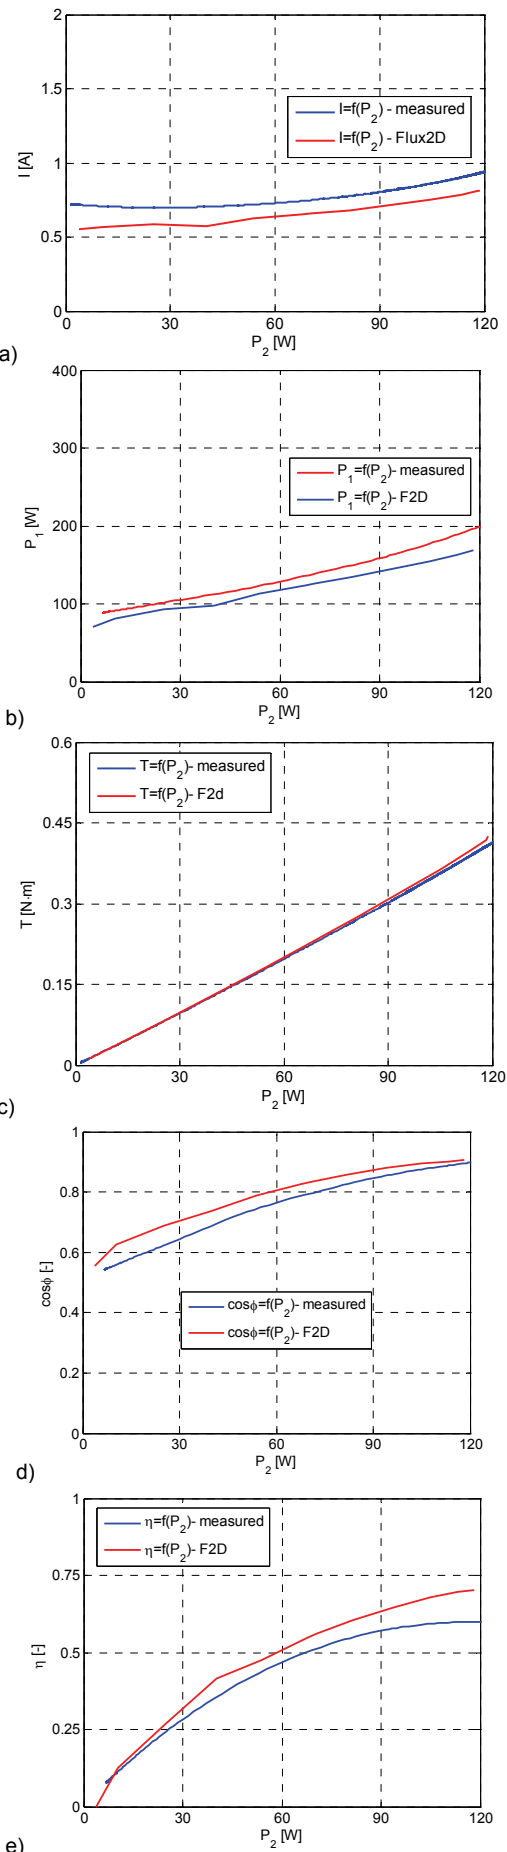 2
1.5
1
0.5
0
I [A]
I=f(P2) - measured
I=f(P2) - Flux2D
0 30 60 90 120
P2 [W]
a)
400
300
200
100
0
P1 [W]
P1=f(P2)- measured
P1=f(P2)- F2D
0 30 60 90 120
P2 [W]
b)
0.6
0.45
0.3
0.15
0
T [N·m]
T=f(P2)- measured
T=f(P2)- F2d
0 30 60 90 120
P2 [W]
c)
1
0.8
0.6
0.4
0.2
0
cosϕ [-]
cosϕ=f(P2)- measured
cosϕ=f(P2)- F2D
0 30 60 90 120
P2 [W]
d)
1
0.75
0.5
0.25
0
η [-]
η=f(P2)- measured
η=f(P2)- F2D
0 30 60 90 120
P2 [W]
e)